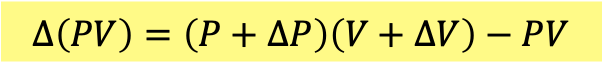 Δ(PV) = (P + ΔP)(V + ΔV) − PV